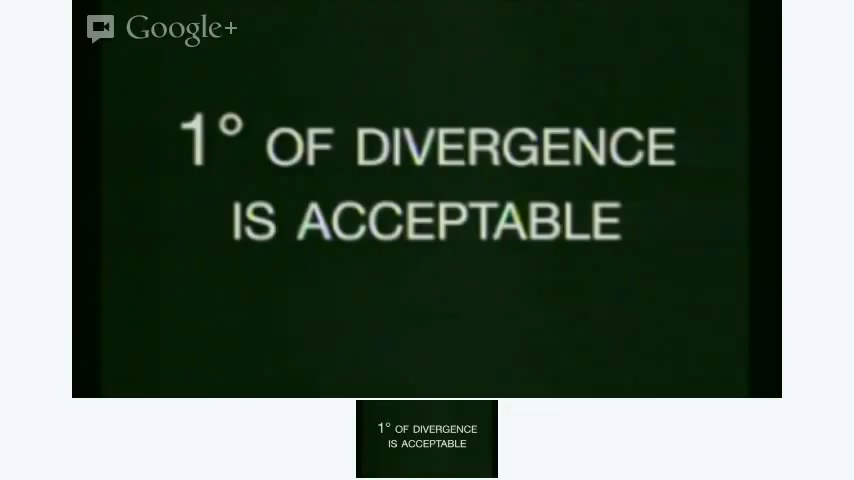 Google+
1° OF DIVERGENCE
IS ACCEPTABLE
1° OF DIVERGENCE
IS ACCEPTABLE